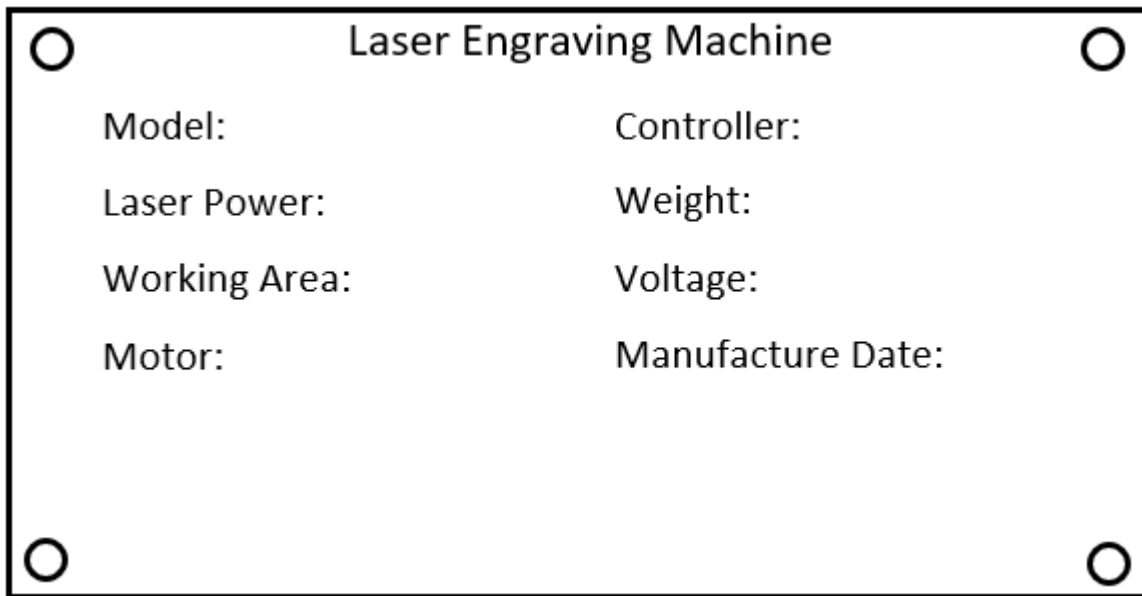 Laser Engraving Machine
Model:
Controller:
Laser Power:
Weight:
Working Area:
Voltage:
Motor:
Manufacture Date: